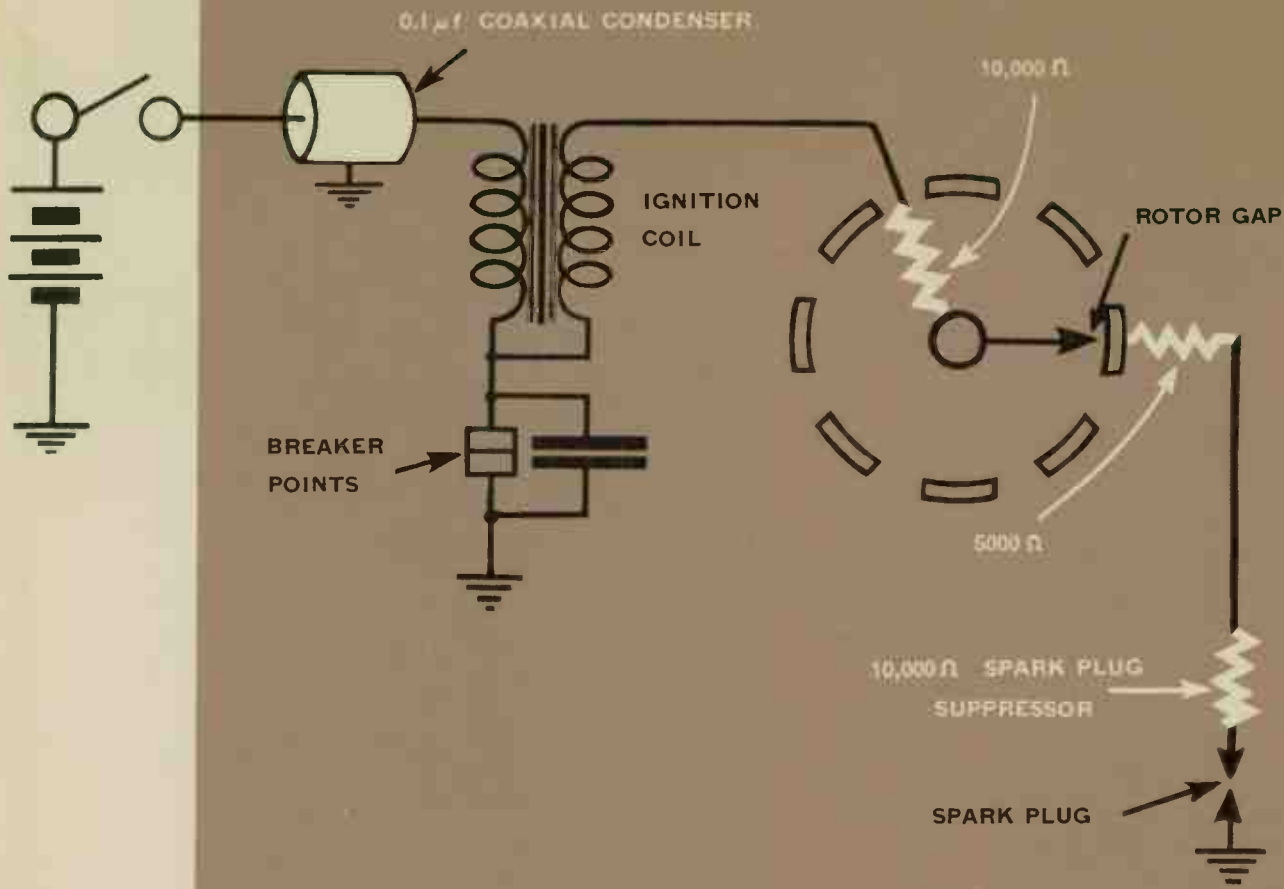 0.1 µf COAXIAL CONDENSER
10,000 Ω
IGNITION
COIL
ROTOR GAP
BREAKER
POINTS
5000 Ω
10,000 Ω SPARK PLUG
SUPPRESSOR
SPARK PLUG